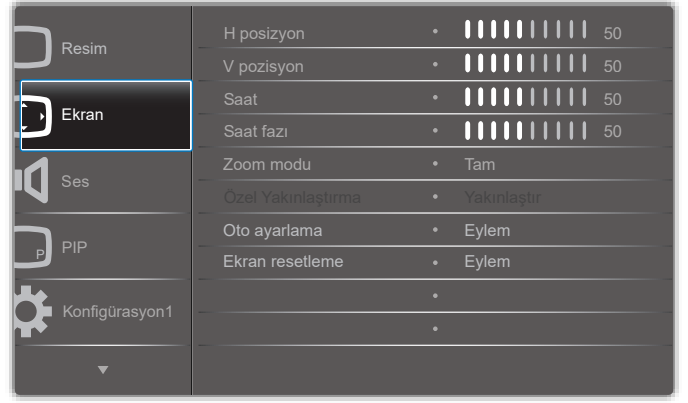 Resim
Ekran
Ses
P
PIP
Konfigürasyon1
H posizyon • 50
V pozisyon • 50
Saat • 50
Saat fazı • 50
Zoom modu • Tam
Özel Yakınlaştırma • Yakınlaştır
Oto ayarlama • Eylem
Ekran resetleme • Eylem
•
•